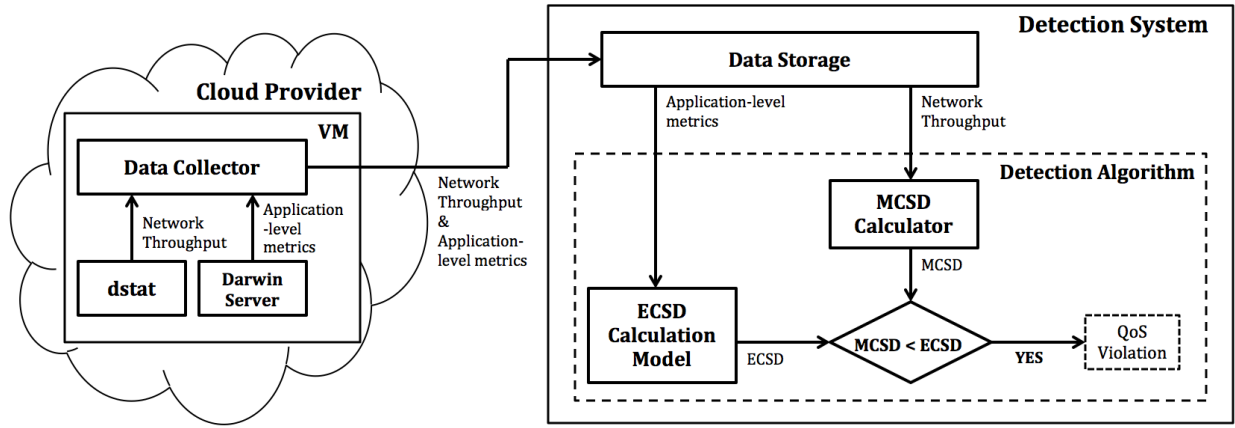 Cloud Provider
VM
Data Collector
Network
Throughput
Application
-level
metrics
dstat
Darwin
Server
Network
Throughput
&
Application-
level metrics
Detection System
Data Storage
Application-level
metrics
Network
Throughput
Detection Algorithm
MCSD
Calculator
MCSD
ECSD
Calculation
Model
ECSD
MCSD < ECSD
YES
QoS
Violation